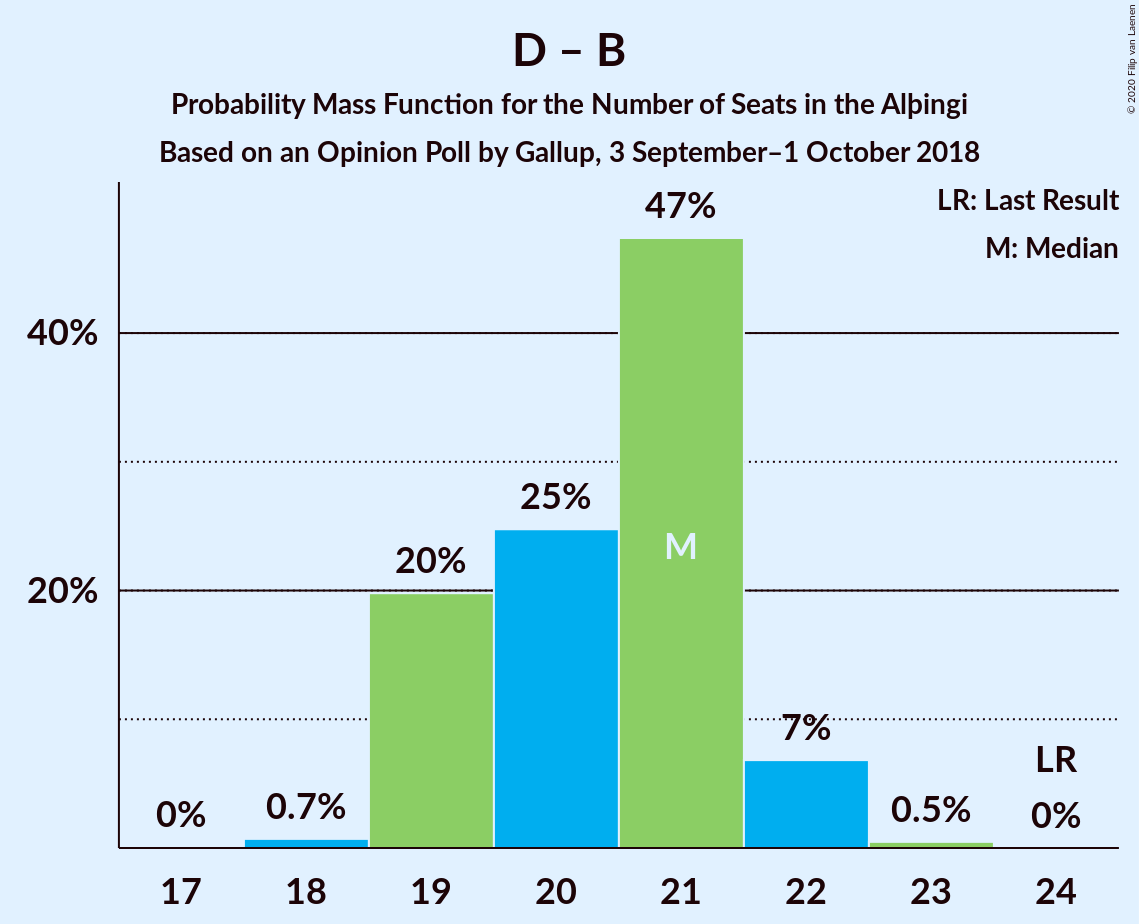 D – B
Probability Mass Function for the Number of Seats in the Alþingi
Based on an Opinion Poll by Gallup, 3 September–1 October 2018
© 2020 Filip van Laenen
LR: Last Result
M: Median
47%
40%
25%
20%
M
20%
7%
LR
0%
0.7%
0.5%
0%
17 18 19 20 21 22 23 24